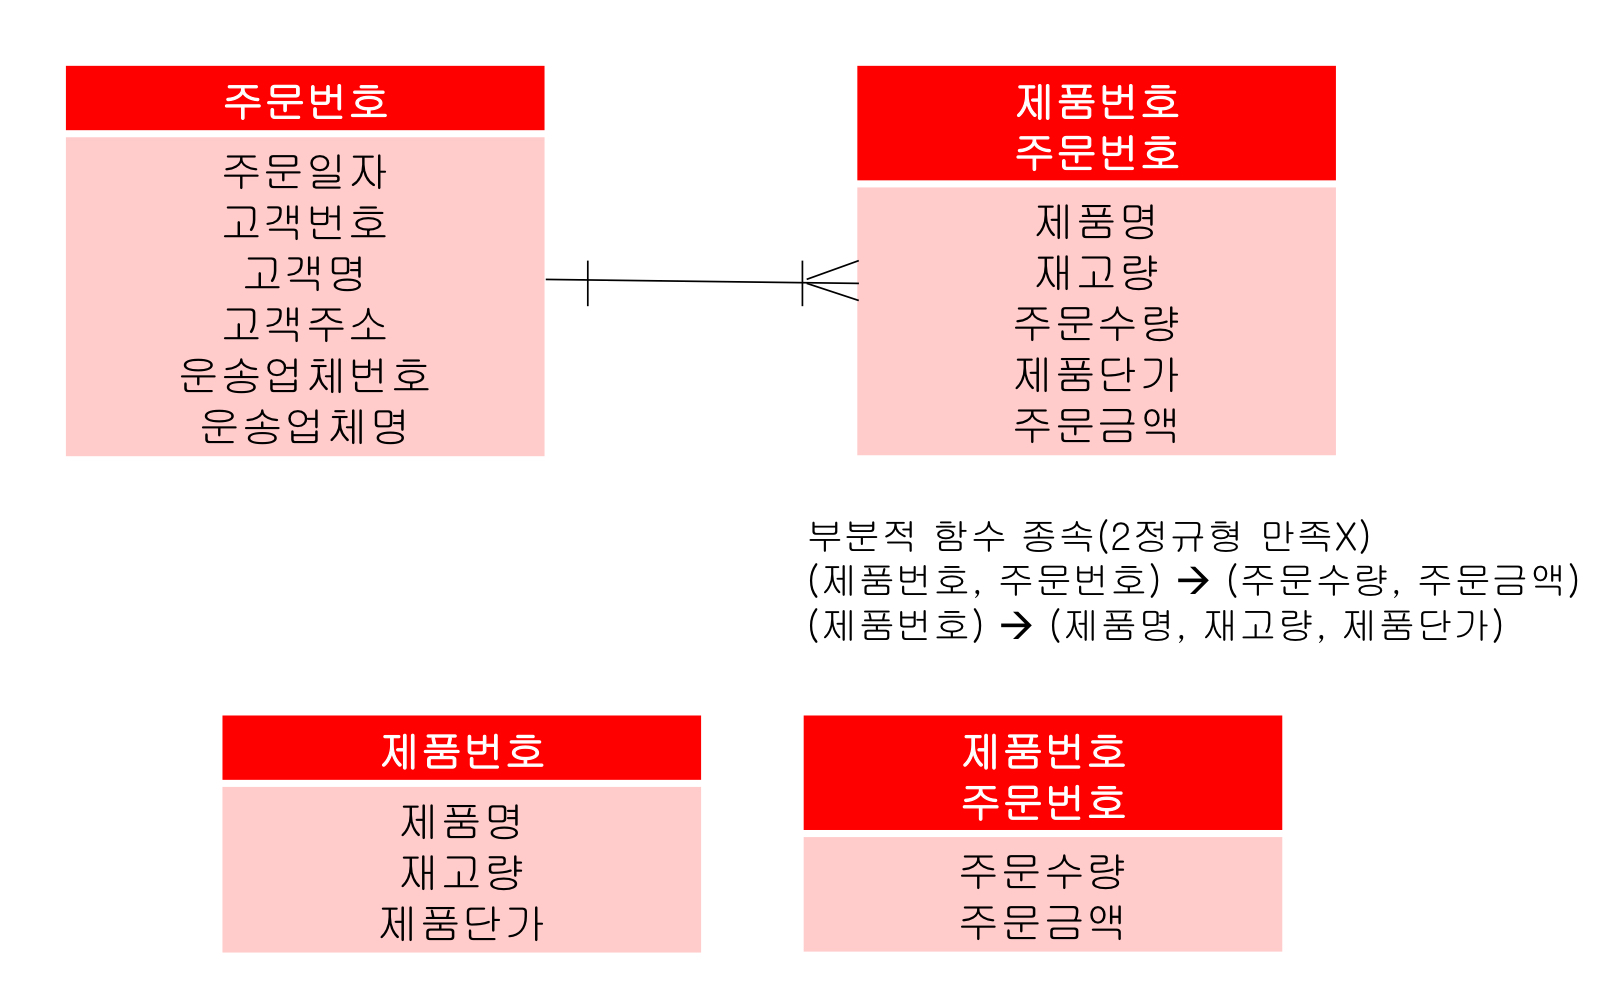 주문번호
주문일자
고객번호
고객명
고객주소
운송업체번호
운송업체명
제품번호
주문번호
제품명
재고량
주문수량
제품단가
주문금액
부분적 함수 종속(2정규형 만족X)
(제품번호, 주문번호) → (주문수량, 주문금액)
(제품번호) → (제품명, 재고량, 제품단가)
제품번호
제품명
재고량
제품단가
제품번호
주문번호
주문수량
주문금액